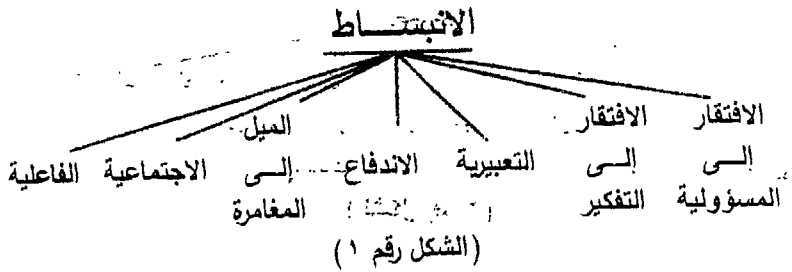 الانبساط
الافتقار إلى المسؤولية
الافتقار إلى التفكير
التعبيرية
الاندفاع
الميل إلى المغامرة
الاجتماعية
الفاعلية
(الشكل رقم ١)